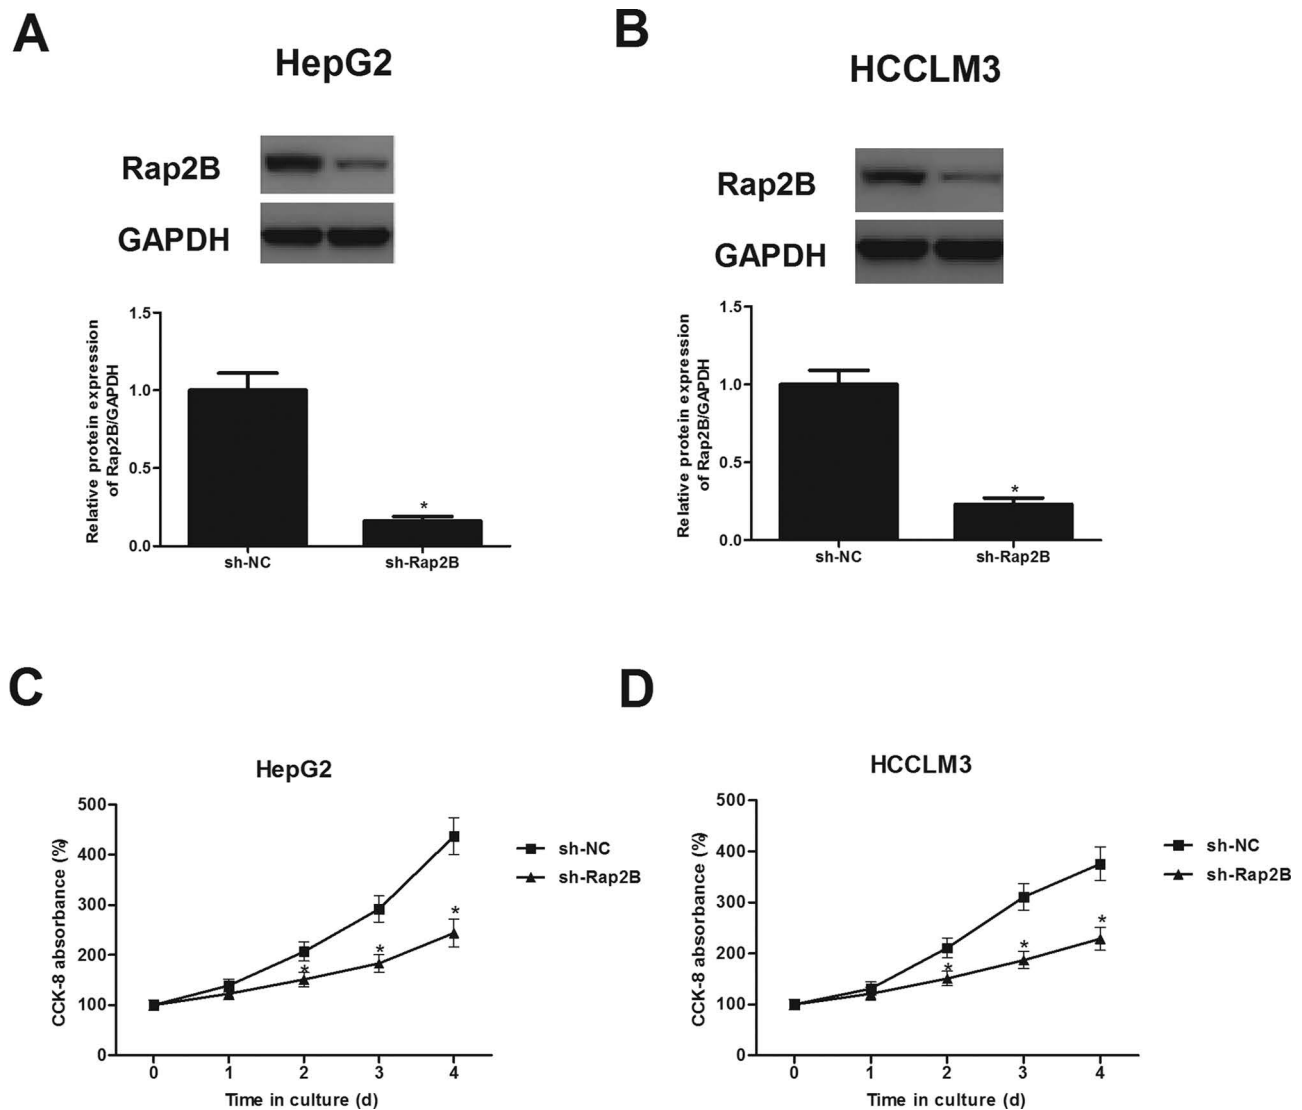 A
HepG2
Rap2B
GAPDH
Relative protein expression
of Rap2B/GAPDH
1.5
1.0
0.5
0.0
*
sh-NC
sh-Rap2B
B
HCCLM3
Rap2B
GAPDH
Relative protein expression
of Rap2B/GAPDH
1.5
1.0
0.5
0.0
*
sh-NC
sh-Rap2B
C
HepG2
CCK-8 absorbance (%)
500
400
300
200
100
0
*
*
*
0 1 2 3 4
Time in culture (d)
sh-NC
sh-Rap2B
D
HCCLM3
CCK-8 absorbance (%)
500
400
300
200
100
0
*
*
*
0 1 2 3 4
Time in culture (d)
sh-NC
sh-Rap2B